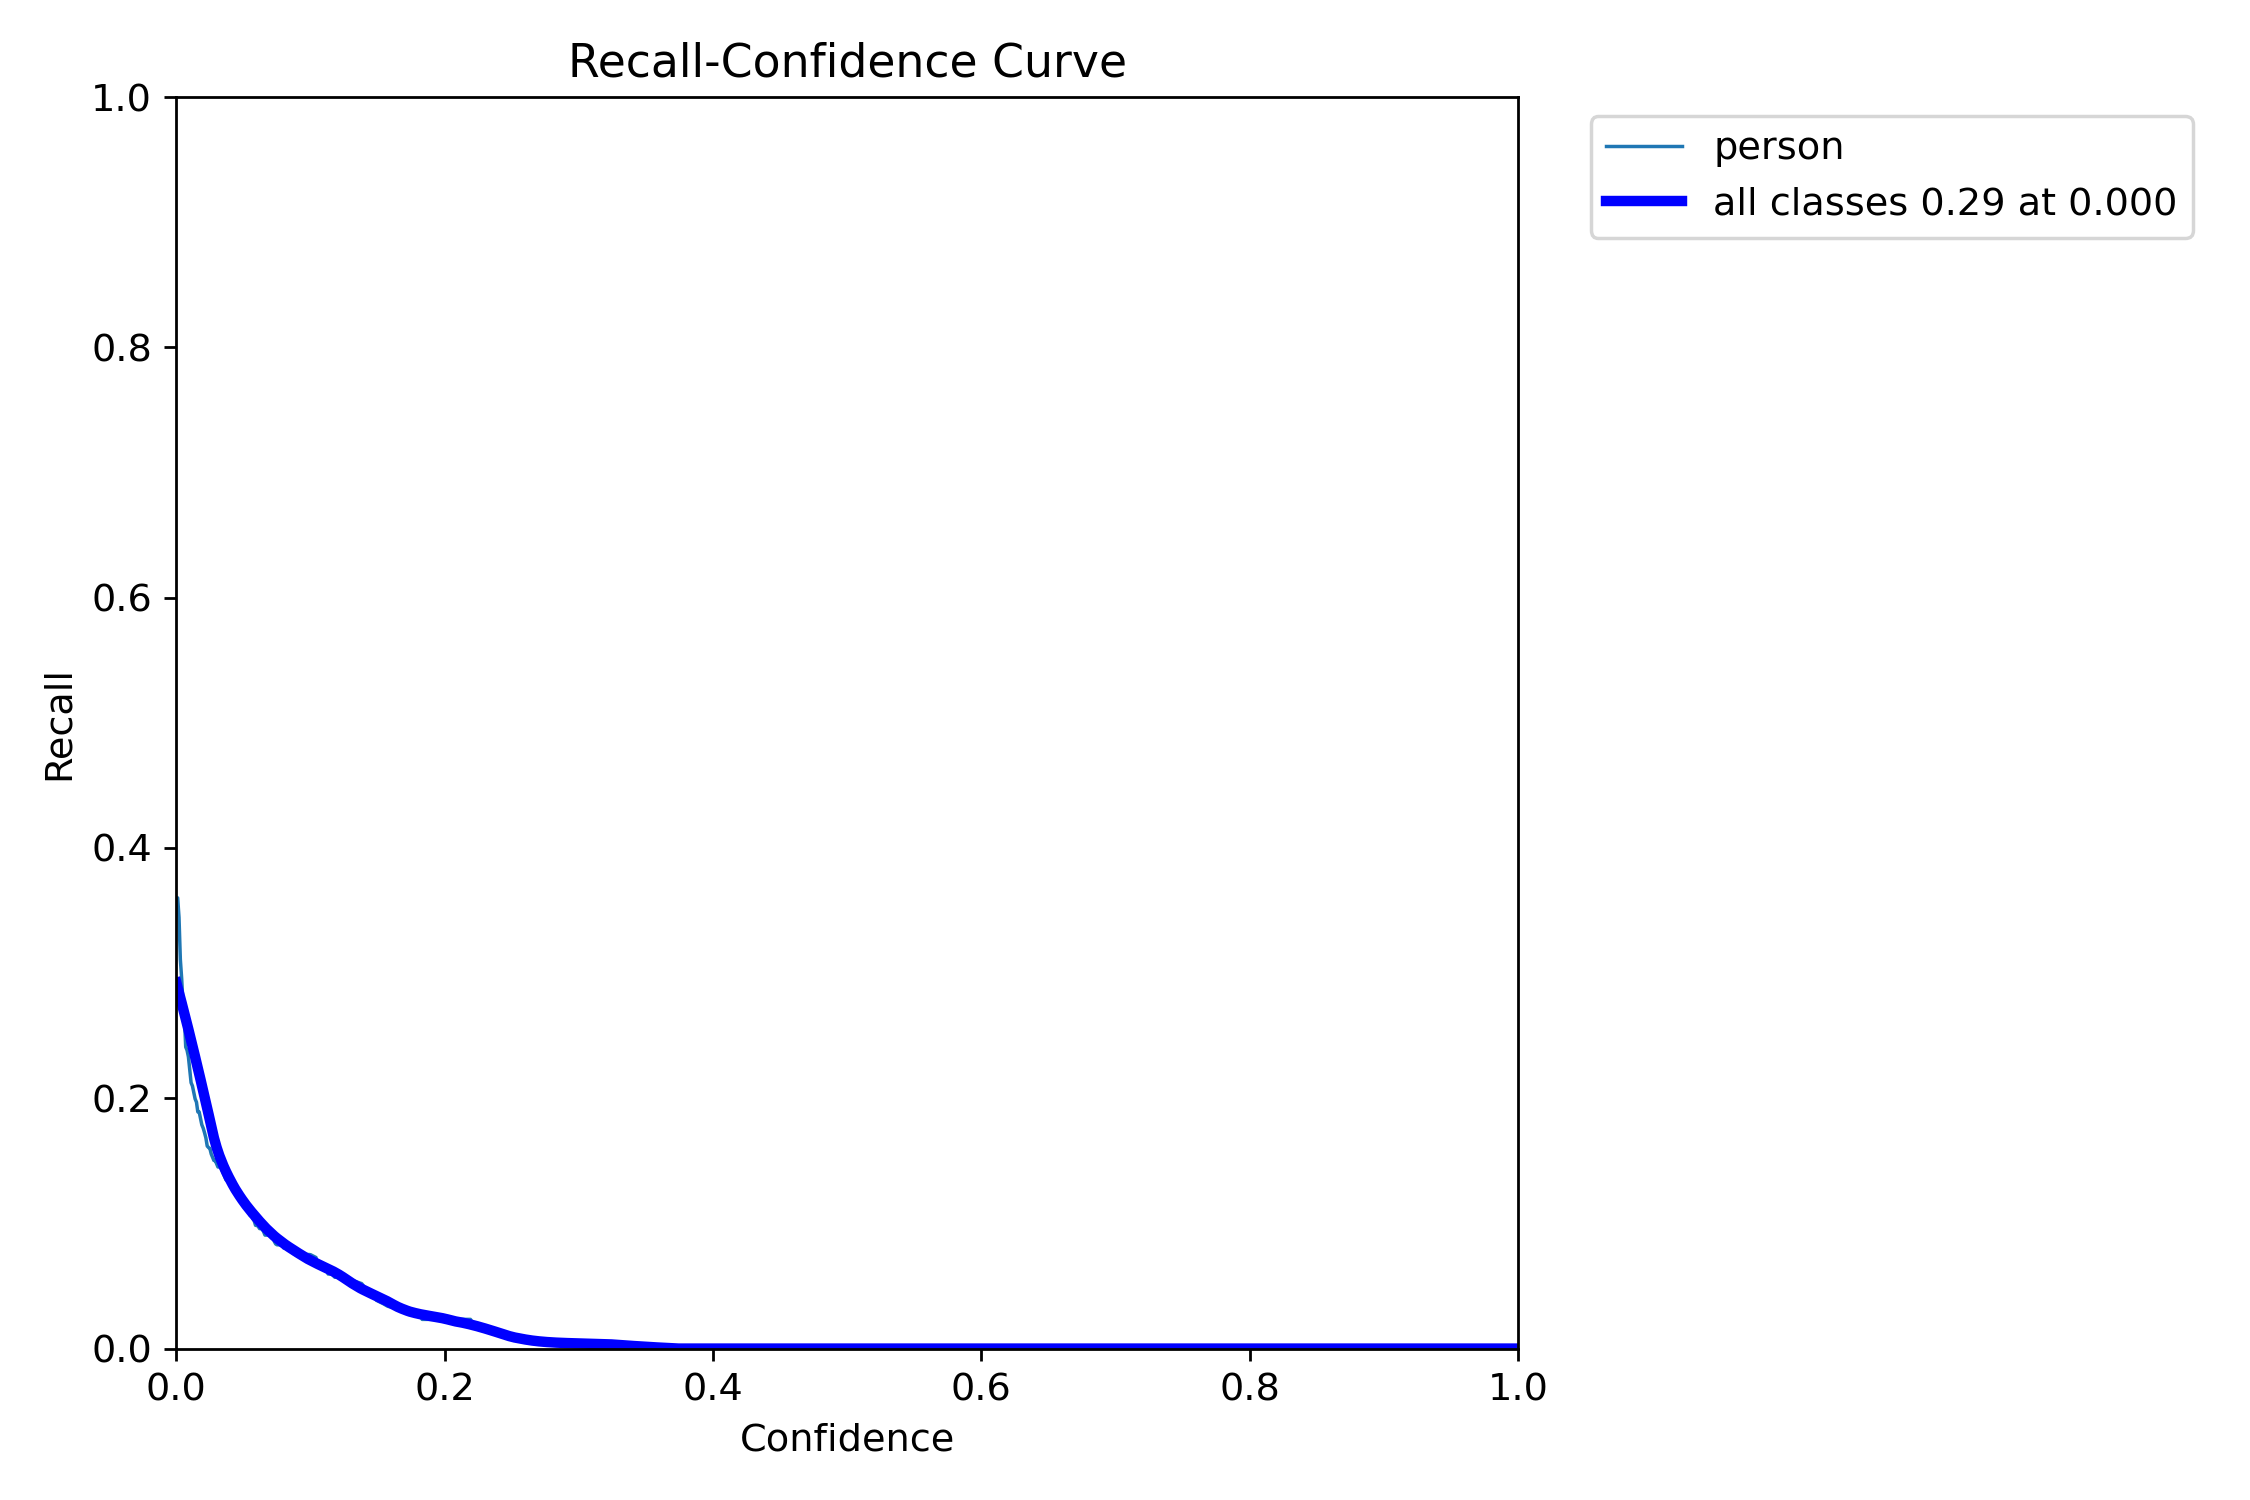 Recall-Confidence Curve
1.0
0.8
0.6
0.4
0.2
0.0
Recall
0.0 0.2 0.4 0.6 0.8 1.0
Confidence
person
all classes 0.29 at 0.000